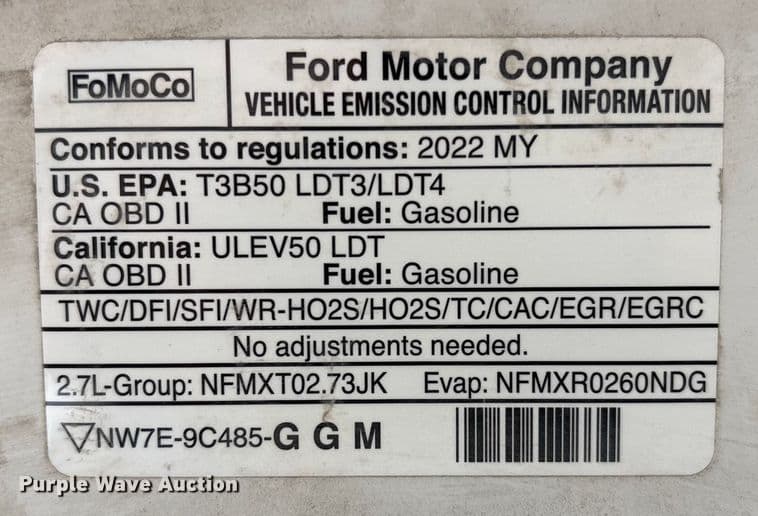 FoMoCo
Ford Motor Company
VEHICLE EMISSION CONTROL INFORMATION
Conforms to regulations: 2022 MY
U.S. EPA: T3B50 LDT3/LDT4
CA OBD II Fuel: Gasoline
California: ULEV50 LDT
CA OBD II Fuel: Gasoline
TWC/DFI/SFI/WR-HO2S/HO2S/TC/CAC/EGR/EGRC
No adjustments needed.
2.7L-Group: NFMXT02.73JK Evap: NFMXR0260NDG
NW7E-9C485-G G M
Purple Wave Auction